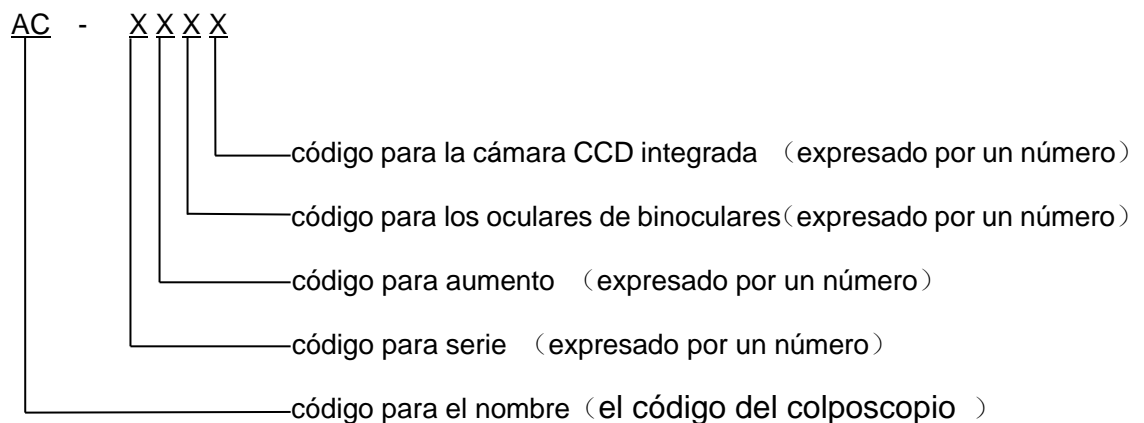 AC - X X X X
código para la cámara CCD integrada （expresado por un número）
código para los oculares de binoculares（expresado por un número）
código para aumento （expresado por un número）
código para serie （expresado por un número）
código para el nombre（el código del colposcopio ）